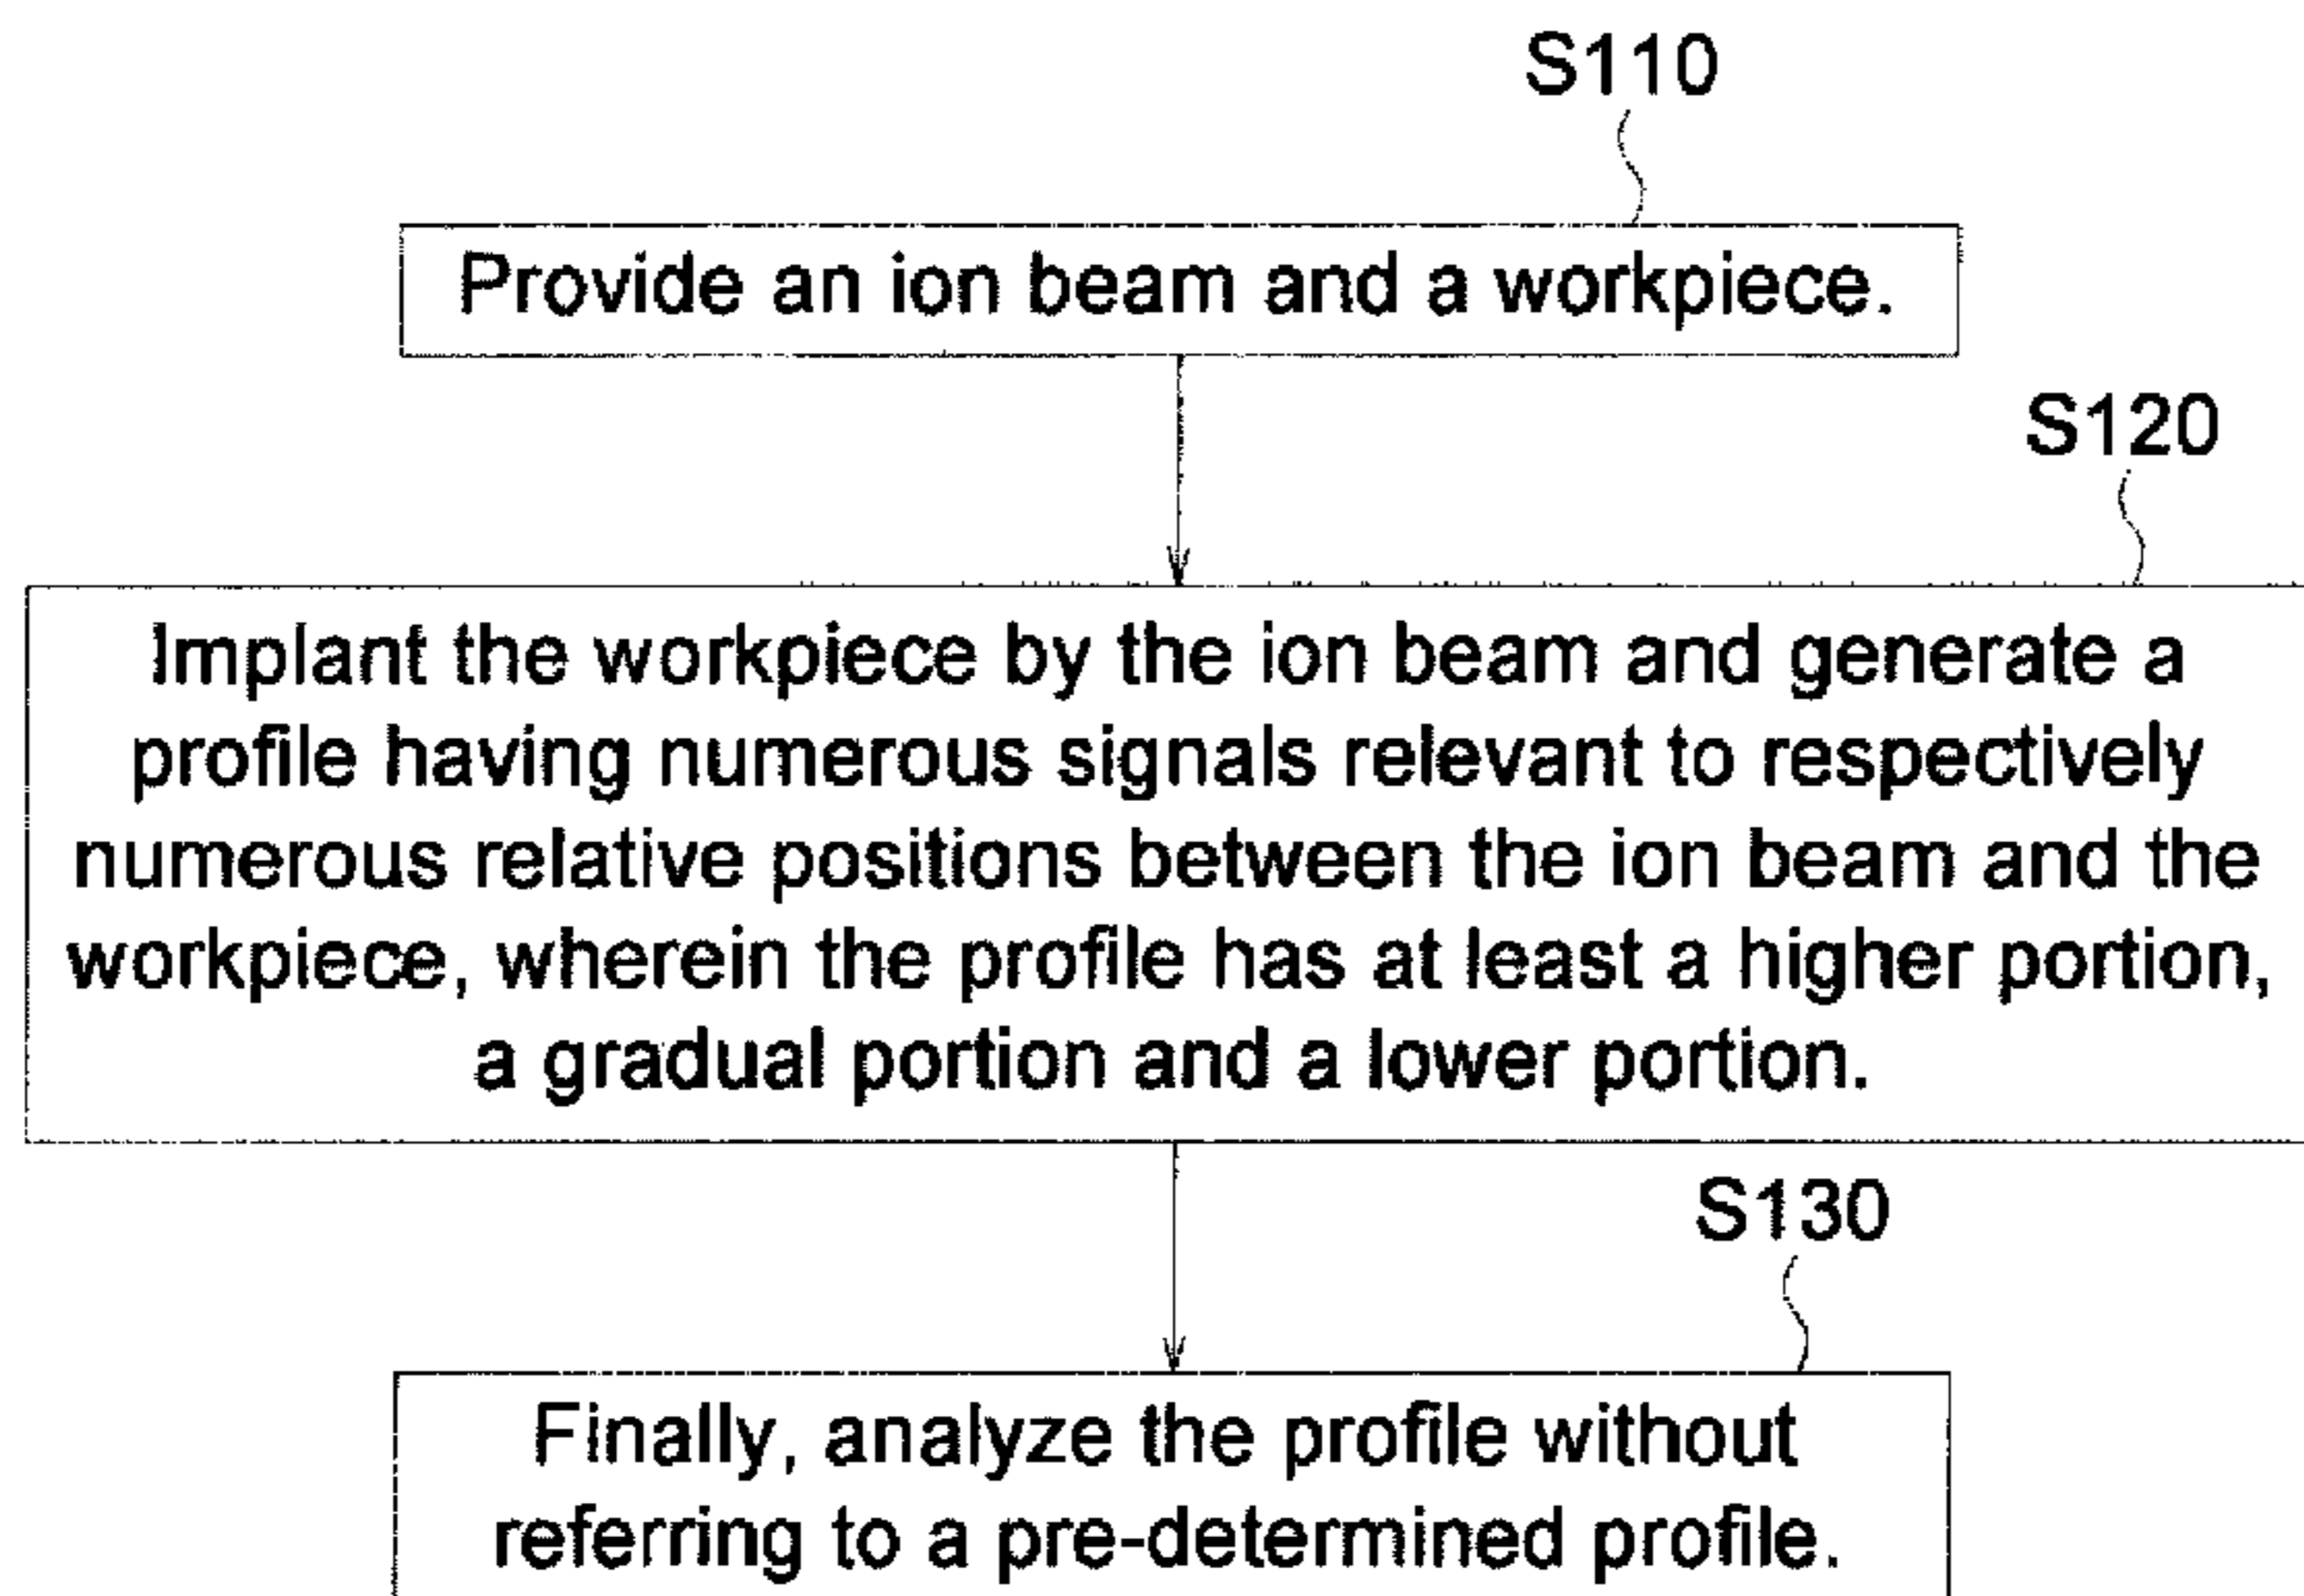 S110
Provide an ion beam and a workpiece.
S120
Implant the workpiece by the ion beam and generate a
profile having numerous signals relevant to respectively
numerous relative positions between the ion beam and the
workpiece, wherein the profile has at least a higher portion,
a gradual portion and a lower portion.
S130
Finally, analyze the profile without
referring to a pre-determined profile.